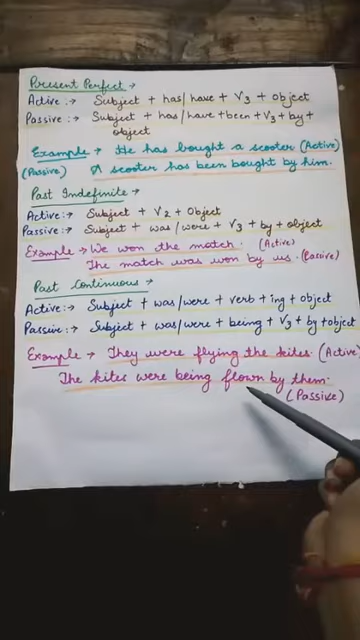 Present Perfect →
Active :→ Subject + has/have + V3 + object
Passive :→ Subject + has/have + been + V3 + by +
object
Example → He has bought a scooter (Active)
(Passive) A scooter has been bought by him.
Past Indefinite :→
Active :→ Subject + V2 + Object
Passive :→ Subject + was/were + V3 + by + object
Example → We won the match. (Active)
The match was won by us. (Passive)
Past Continuous :→
Active :→ Subject + was/were + verb + ing + object
Passive :→ Subject + was/were + being + V3 + by + object
Example → They were flying the kites. (Active)
The kites were being flown by them.
(Passive)